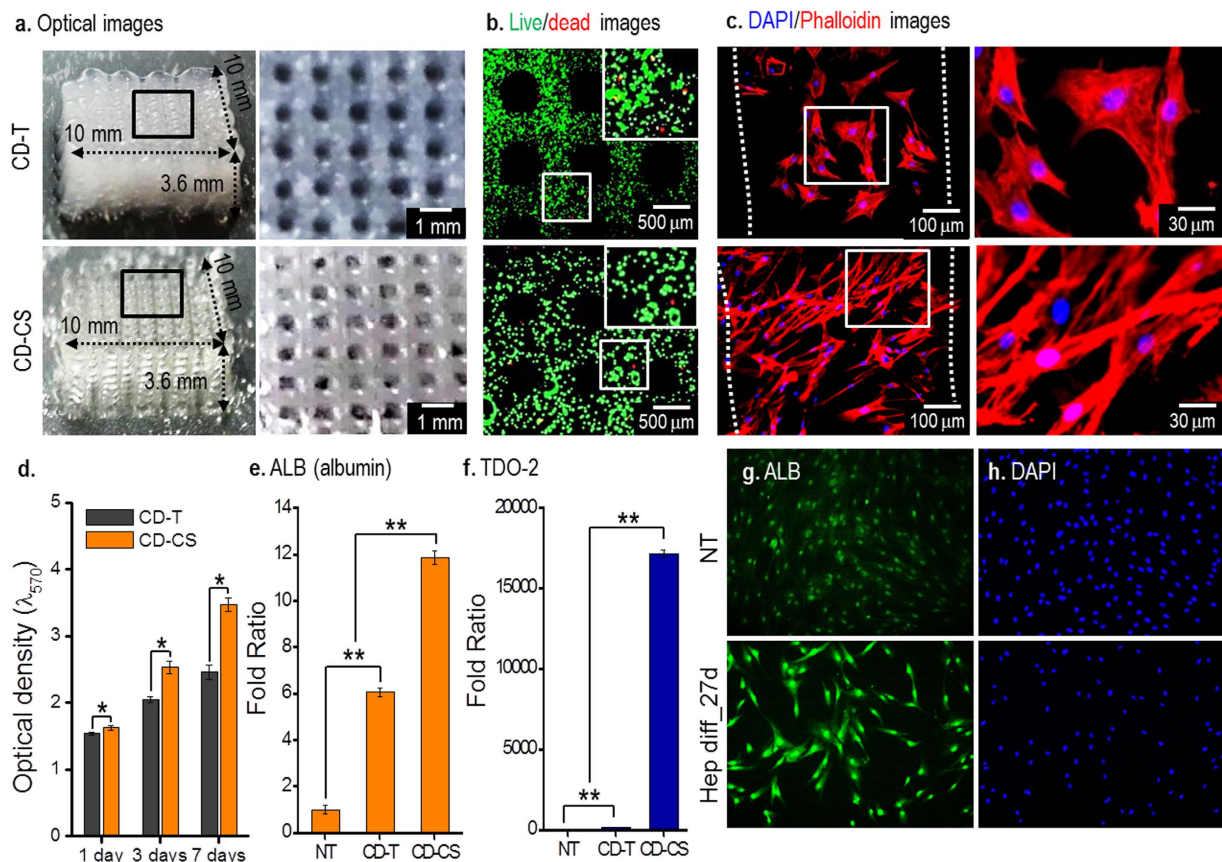 a. Optical images
b. Live/dead images
c. DAPI/Phalloidin images
CD-T
10 mm
10 mm
3.6 mm
1 mm
500 μm
100 μm
30 μm
CD-CS
10 mm
10 mm
3.6 mm
1 mm
500 μm
100 μm
30 μm
d.
Optical density (λ570)
5
4
3
2
1
0
CD-T
CD-CS
*
*
*
1 day
3 days
7 days
e. ALB (albumin)
Fold Ratio
14
12
10
8
6
4
2
0
**
**
NT
CD-T
CD-CS
f. TDO-2
Fold Ratio
20000
15000
10000
5000
0
**
**
NT
CD-T
CD-CS
g. ALB
h. DAPI
NT
Hep diff_27d